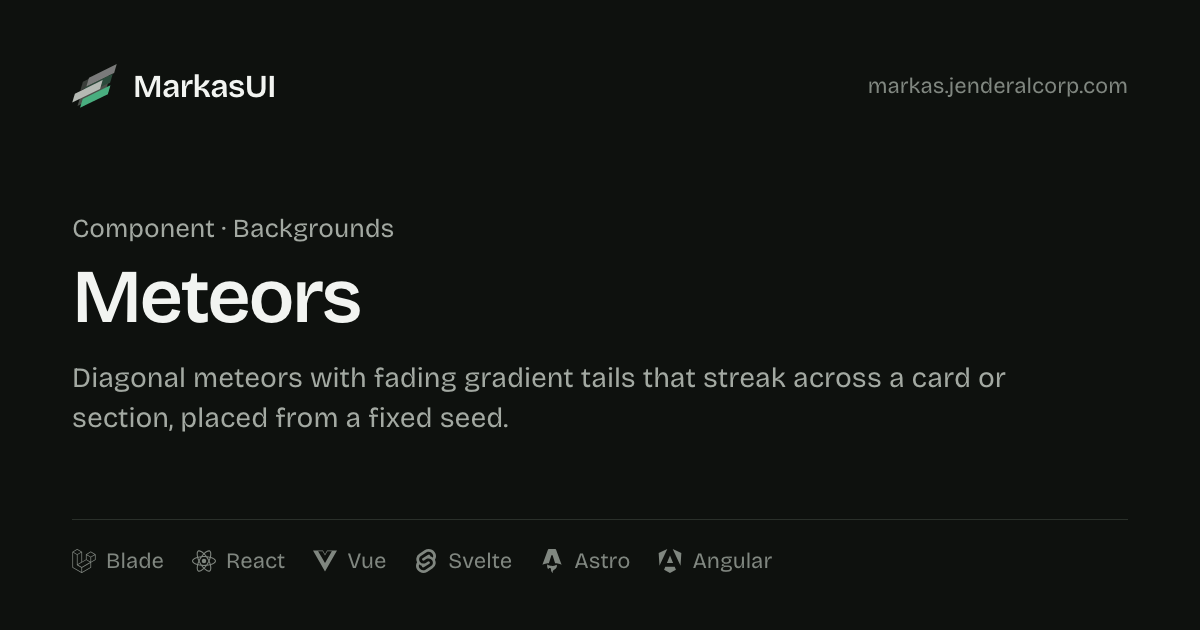 MarkasUI
markas.jenderalcorp.com
Component · Backgrounds
Meteors
Diagonal meteors with fading gradient tails that streak across a card or
section, placed from a fixed seed.
Blade React Vue Svelte Astro Angular